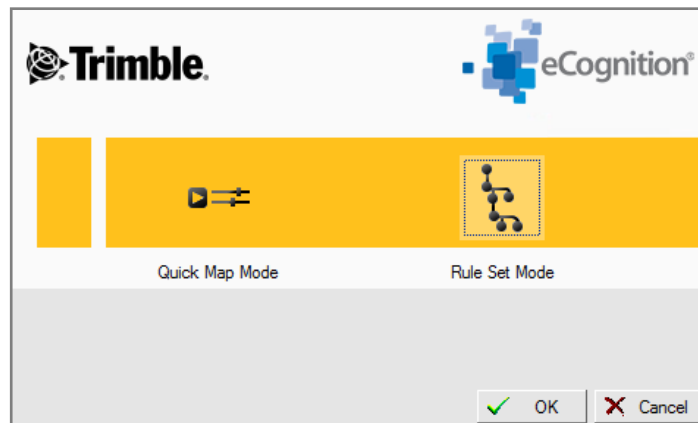 Trimble.
eCognition®
Quick Map Mode
Rule Set Mode
OK
Cancel